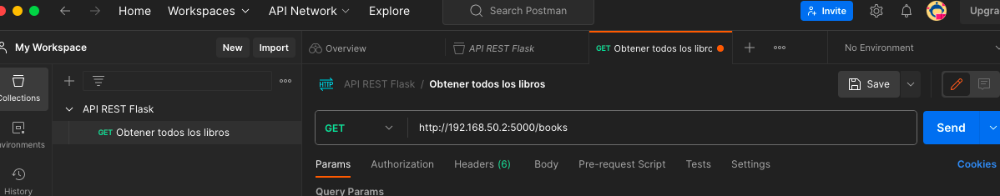 Home Workspaces API Network Explore Search Postman Invite Upgra
My Workspace New Import Overview API REST Flask GET Obtener todos los libro No Environment
HTTP API REST Flask / Obtener todos los libros Save
Collections
API REST Flask
GET http://192.168.50.2:5000/books Send
GET Obtener todos los libros
nvironments
Params Authorization Headers (6) Body Pre-request Script Tests Settings Cookies
History
Query Params